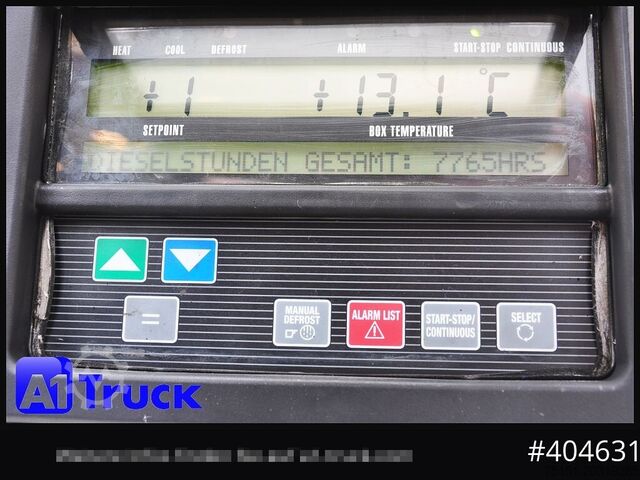 HEAT COOL DEFROST ALARM START-STOP CONTINUOUS
+1 +13.1°C
SETPOINT BOX TEMPERATURE
DIESELSTUNDEN GESAMT: 7765HRS
=
MANUAL DEFROST
ALARM LIST
START-STOP/ CONTINUOUS
SELECT
A1 TRUCK
#404631